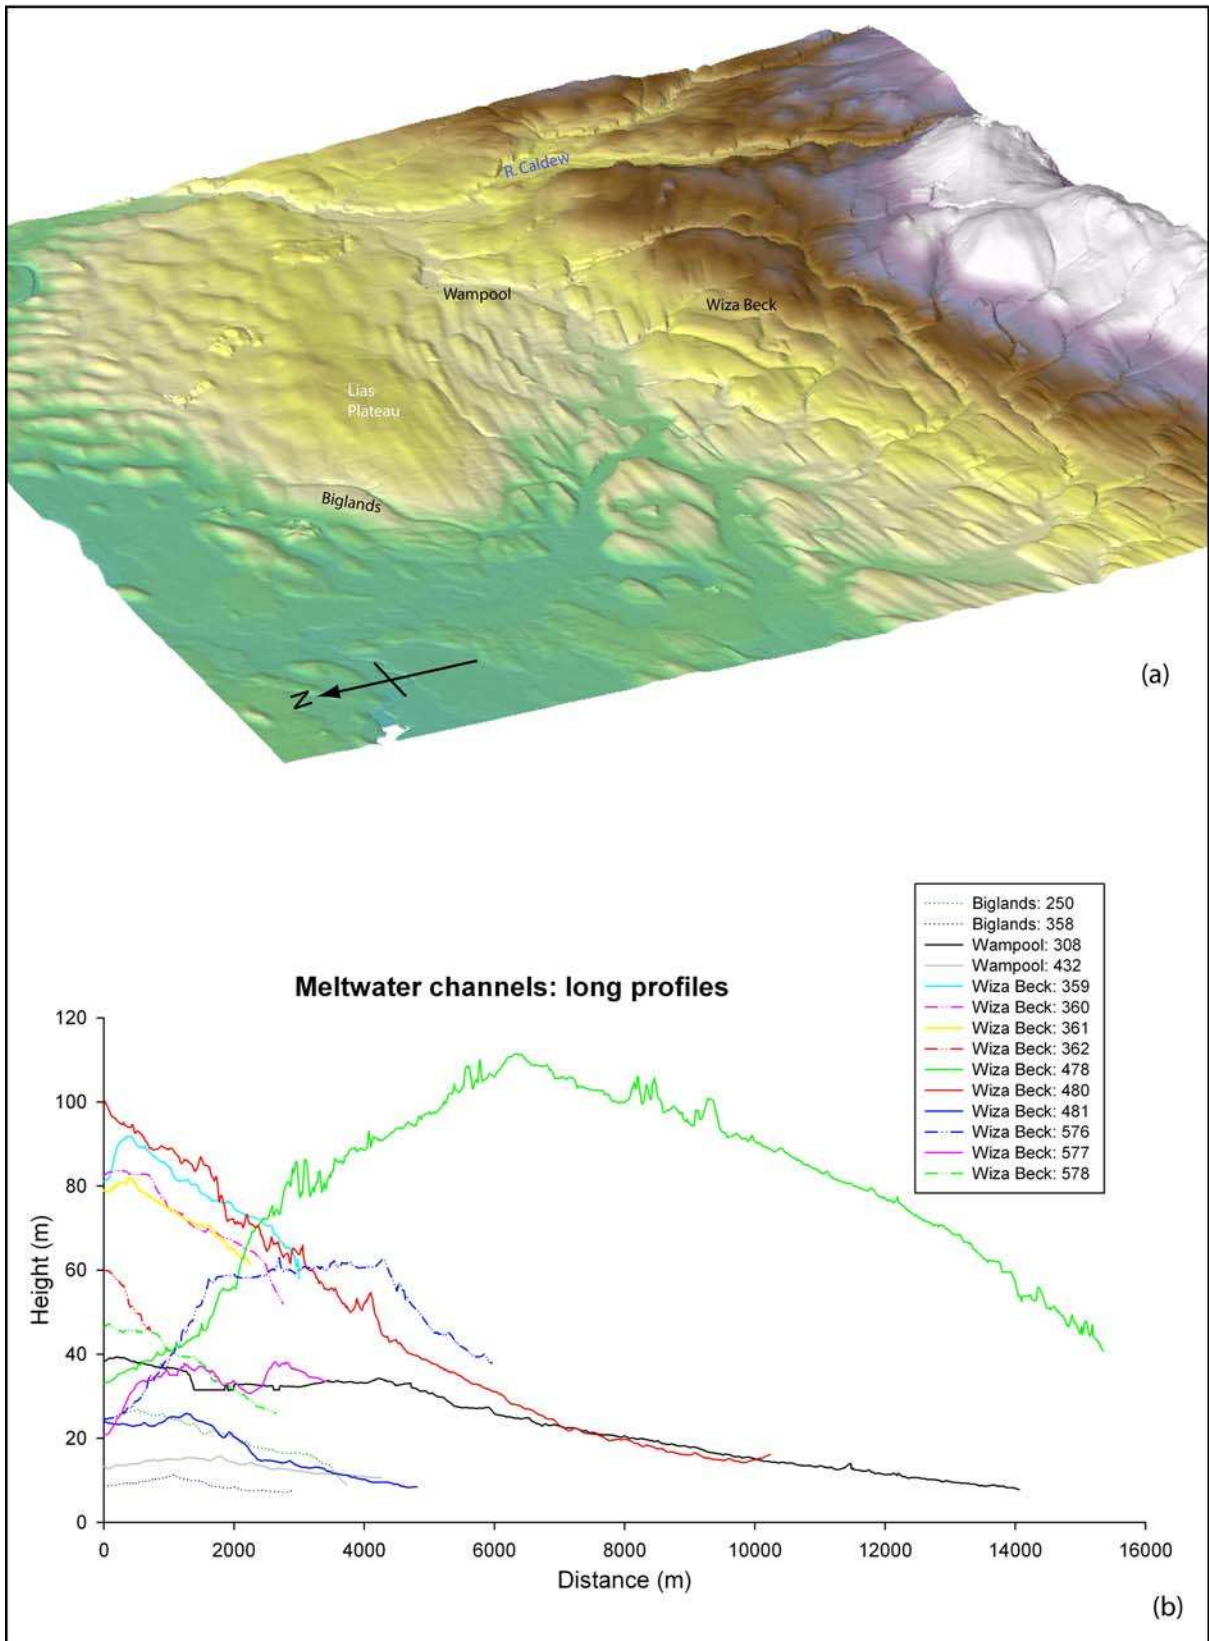 R. Caldew
Wampool
Wiza Beck
Lias
Plateau
Biglands
N
(a)
Biglands: 250
Biglands: 358
Wampool: 308
Wampool: 432
Wiza Beck: 359
Wiza Beck: 360
Wiza Beck: 361
Wiza Beck: 362
Wiza Beck: 478
Wiza Beck: 480
Wiza Beck: 481
Wiza Beck: 576
Wiza Beck: 577
Wiza Beck: 578
Meltwater channels: long profiles
120
100
80
60
40
20
0
Height (m)
0 2000 4000 6000 8000 10000 12000 14000 16000
Distance (m)
(b)